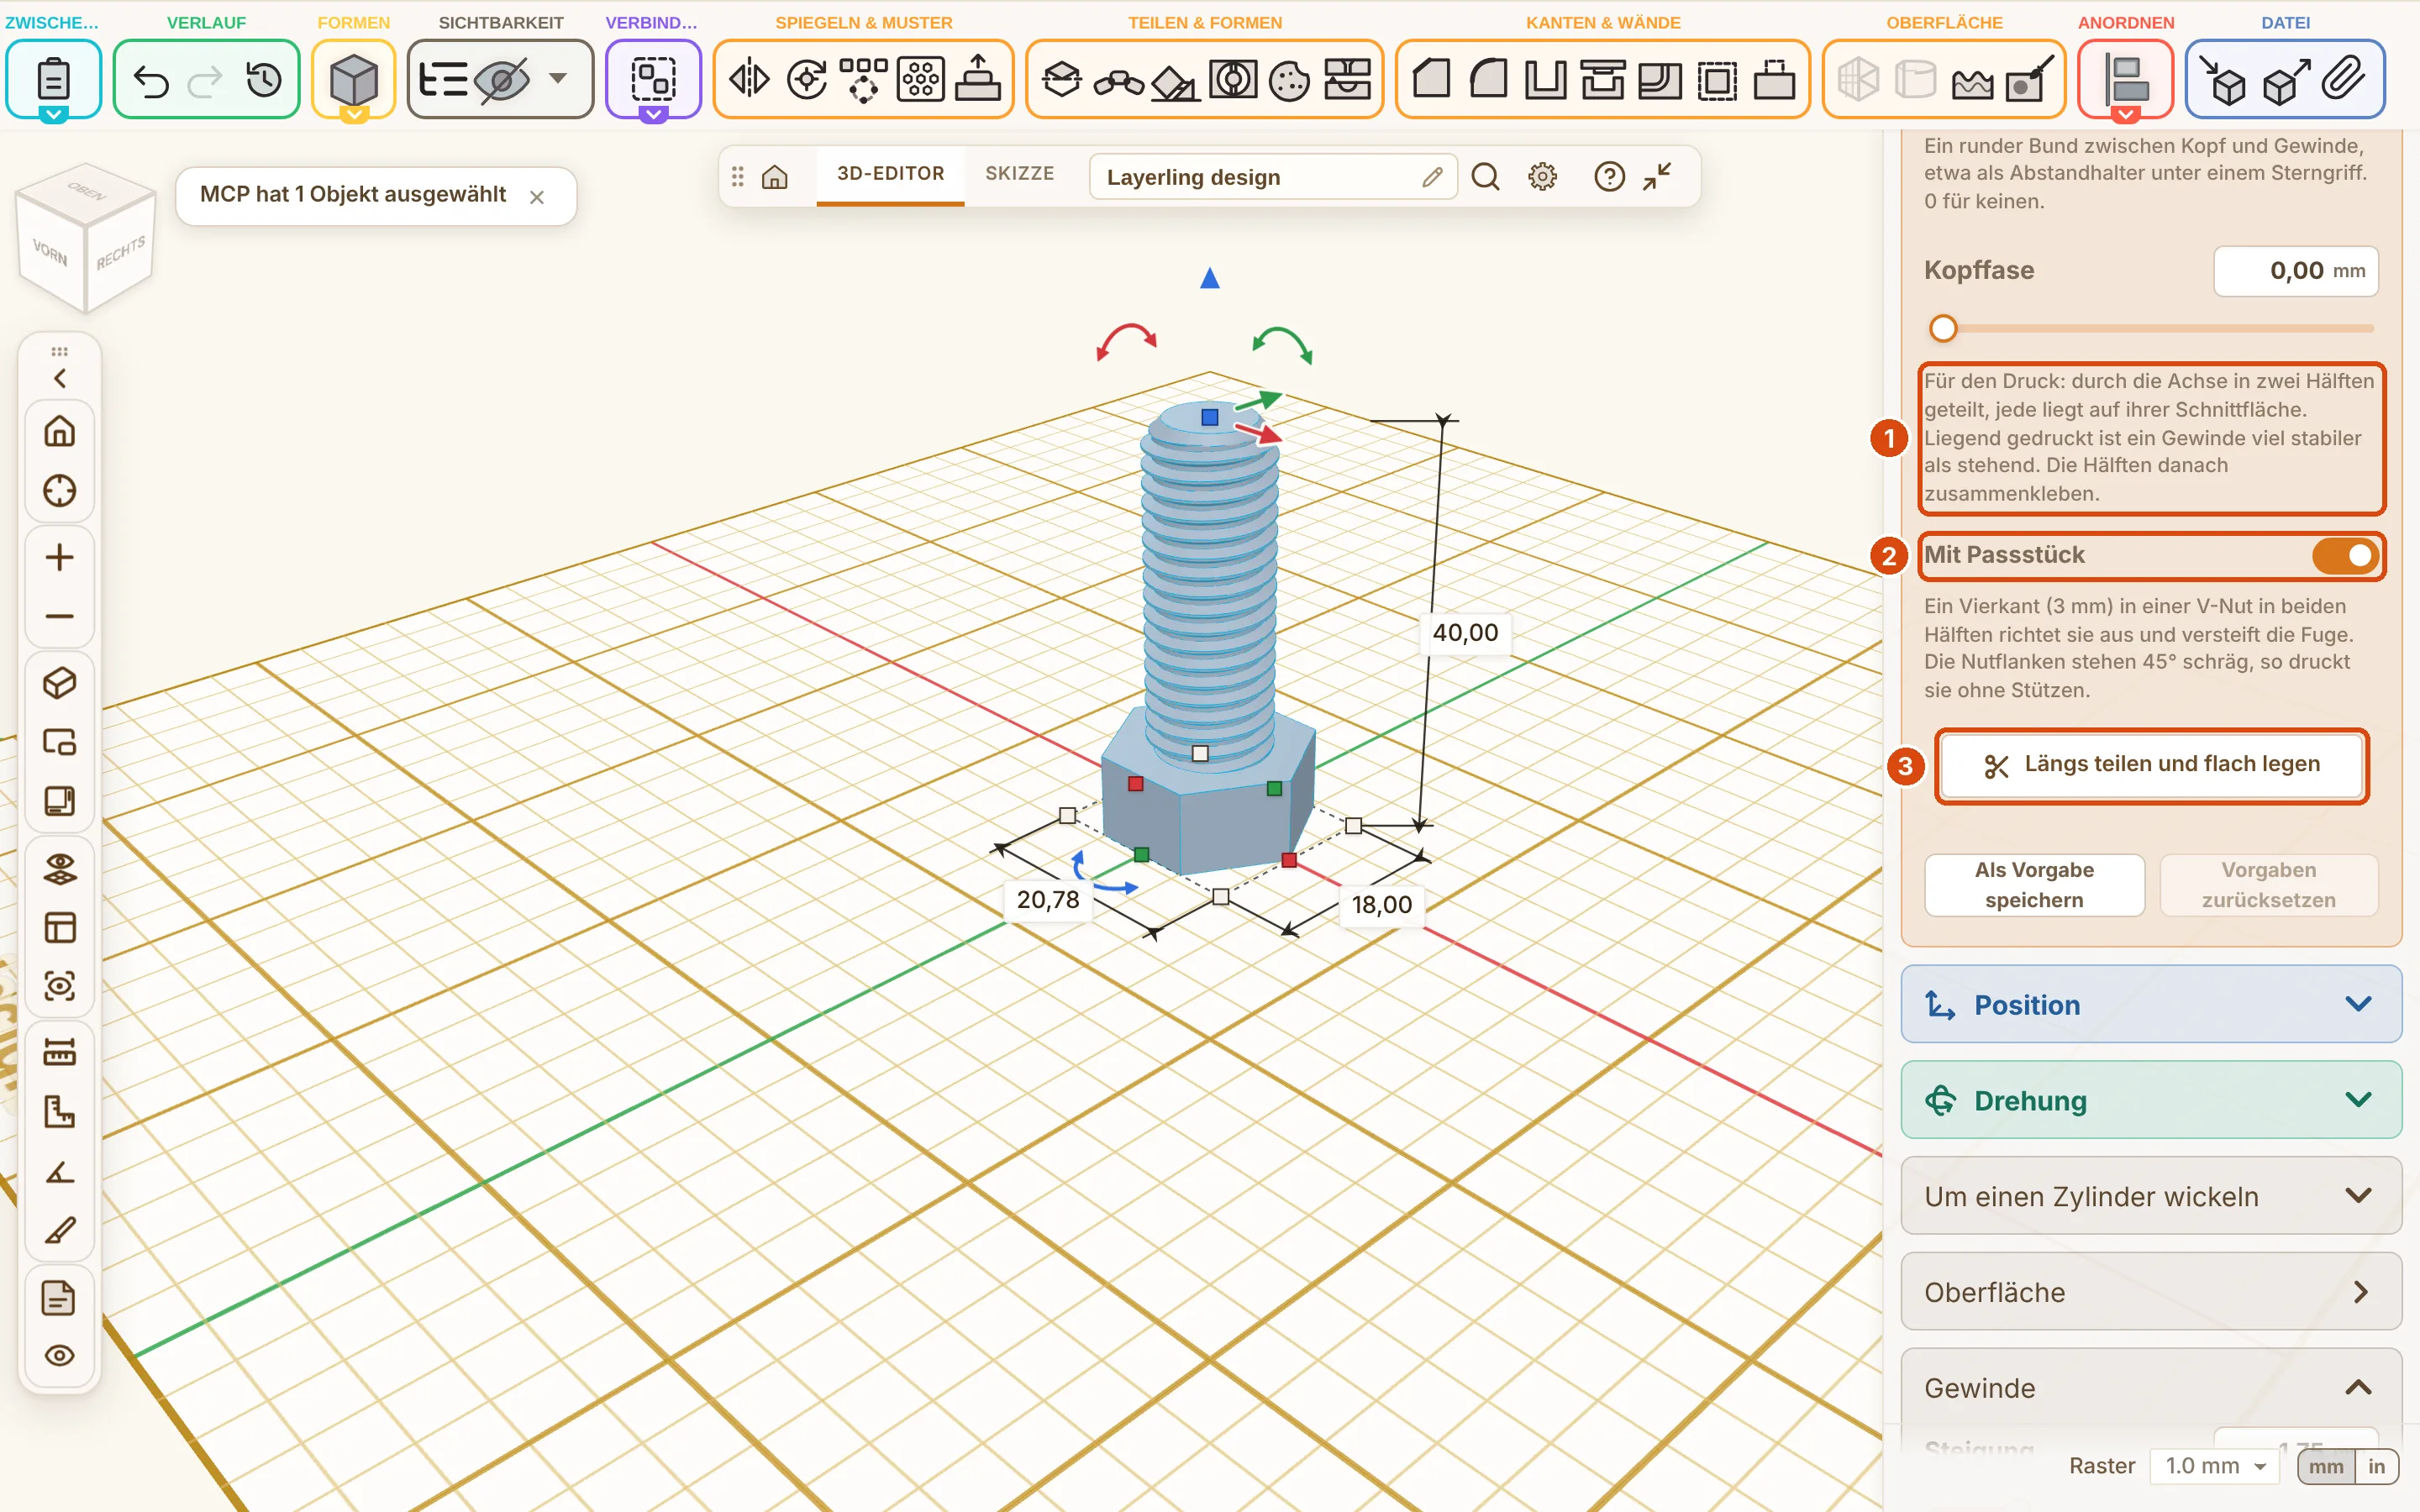 ZWISCHE...
VERLAUF
FORMEN
SICHTBARKEIT
VERBIND...
SPIEGELN & MUSTER
TEILEN & FORMEN
KANTEN & WÄNDE
OBERFLÄCHE
ANORDNEN
DATEI
OBEN
VORN
RECHTS
MCP hat 1 Objekt ausgewählt
3D-EDITOR
SKIZZE
Layerling design
40,00
20,78
18,00
Ein runder Bund zwischen Kopf und Gewinde,
etwa als Abstandhalter unter einem Sterngriff.
0 für keinen.
Kopffase
0,00 mm
1
Für den Druck: durch die Achse in zwei Hälften
geteilt, jede liegt auf ihrer Schnittfläche.
Liegend gedruckt ist ein Gewinde viel stabiler
als stehend. Die Hälften danach
zusammenkleben.
2
Mit Passstück
Ein Vierkant (3 mm) in einer V-Nut in beiden
Hälften richtet sie aus und versteift die Fuge.
Die Nutflanken stehen 45° schräg, so druckt
sie ohne Stützen.
3
Längs teilen und flach legen
Als Vorgabe
speichern
Vorgaben
zurücksetzen
Position
Drehung
Um einen Zylinder wickeln
Oberfläche
Gewinde
Steigung
Raster
1.0 mm
mm
in